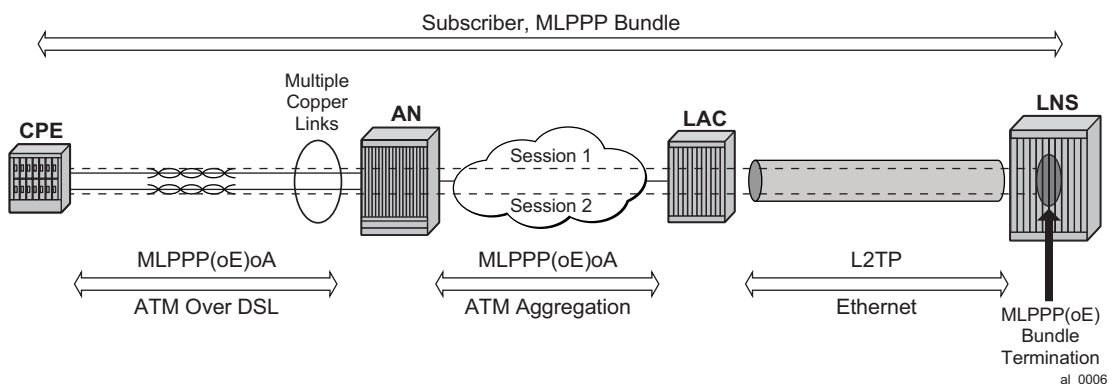 Subscriber, MLPPP Bundle
Multiple
Copper
Links
CPE
AN
LAC
LNS
Session 1
Session 2
MLPPP(oE)oA
ATM Over DSL
MLPPP(oE)oA
ATM Aggregation
L2TP
Ethernet
MLPPP(oE)
Bundle
Termination
al_0006